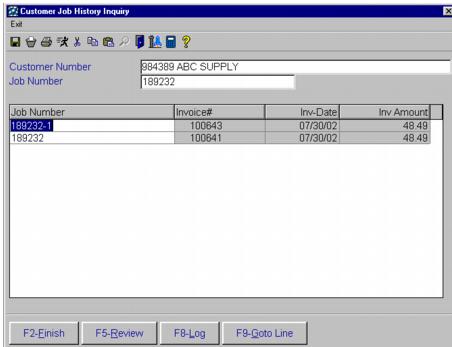 Customer Job History Inquiry
Exit
Customer Number 984389 ABC SUPPLY
Job Number 189232
Job Number Invoice# Inv-Date Inv Amount
189232-1 100643 07/30/02 48.49
189232 100641 07/30/02 48.49
F2-Finish F5-Review F8-Log F9-Goto Line